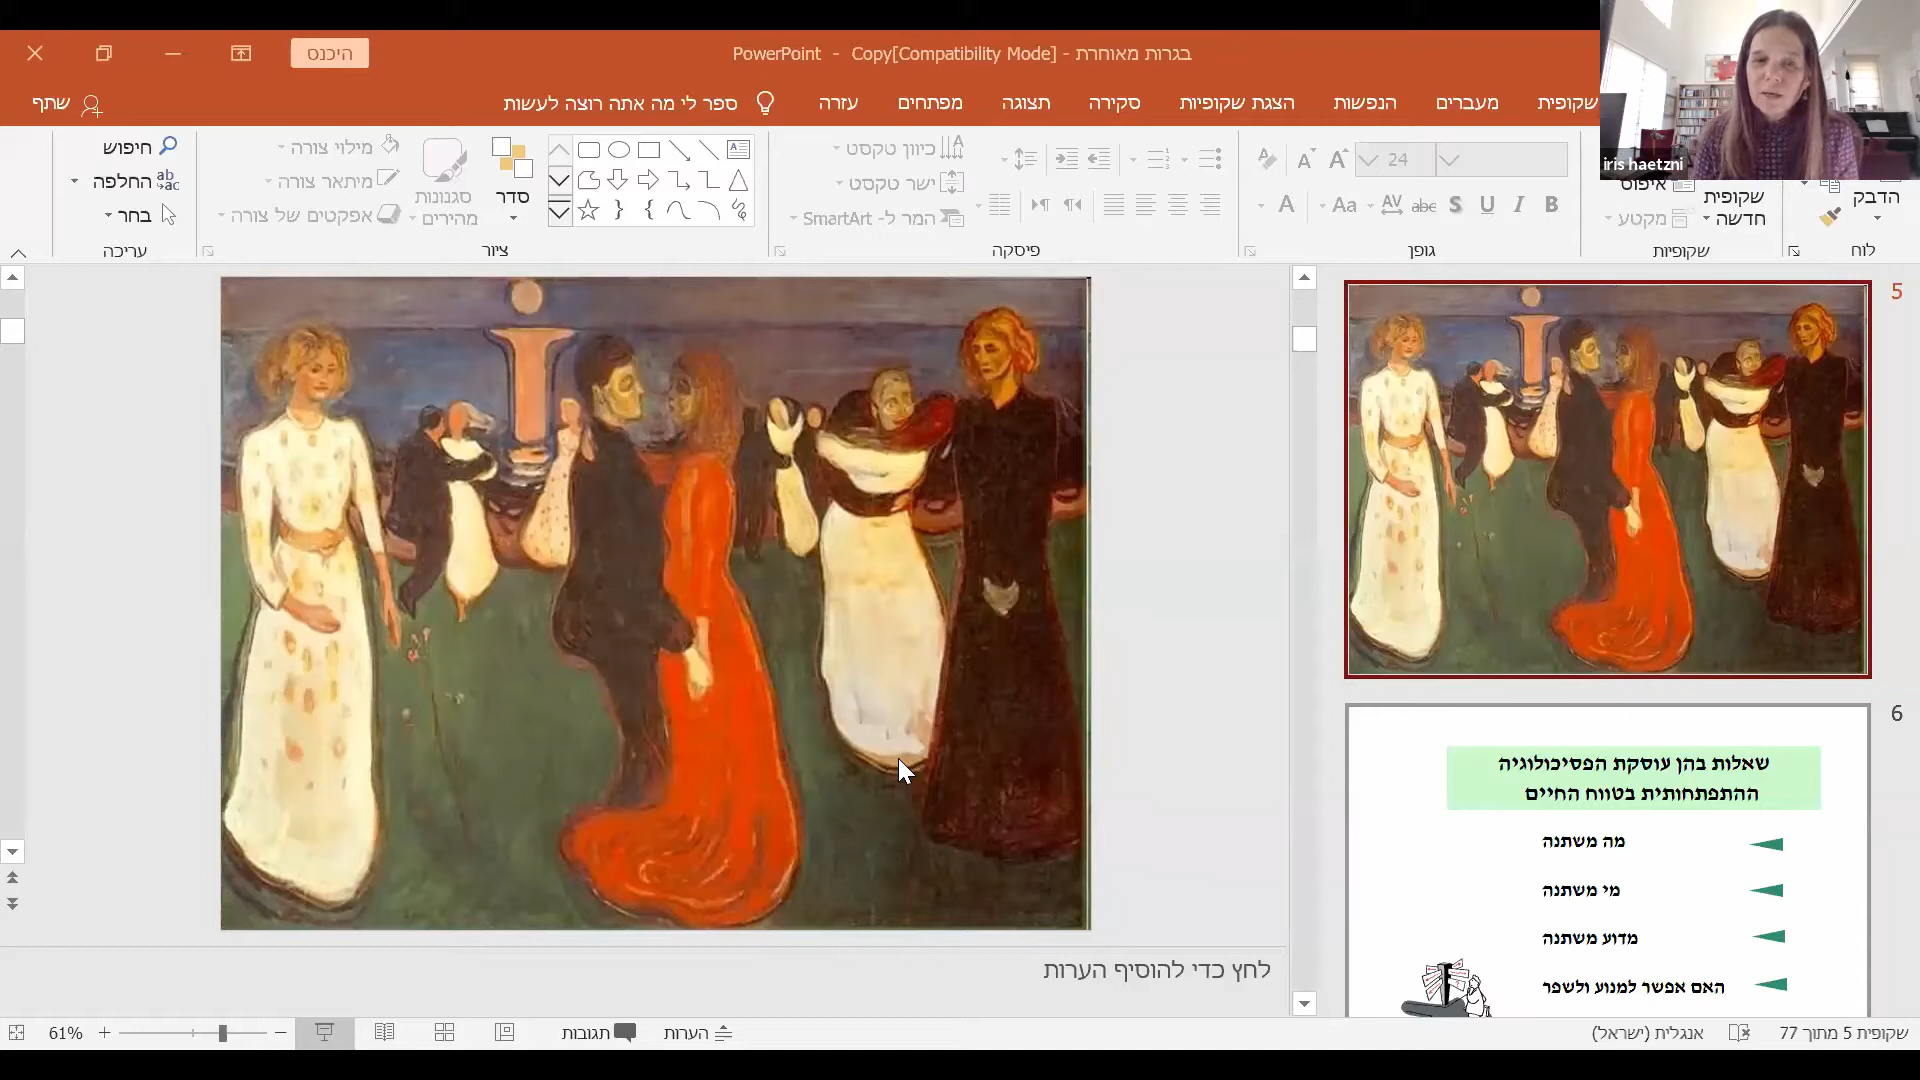 בגרות מאוחרת - Copy[Compatibility Mode] - PowerPoint
היכנס
שקופית
מעברים
הנפשות
הצגת שקופיות
סקירה
תצוגה
מפתחים
עזרה
ספר לי מה אתה רוצה לעשות
שתף
iris haetzni
הדבק
לוח
שקופית
חדשה
איפוס
מקטע
שקופיות
24
B I U S abc AV Aa A
גופן
כיוון טקסט
ישר טקסט
המר ל- SmartArt
פיסקה
סדר
סגנונות
מהירים
מילוי צורה
מיתאר צורה
אפקטים של צורה
ציור
חיפוש
החלפה
בחר
עריכה
5
6
שאלות בהן עוסקת הפסיכולוגיה
ההתפתחותית בטווח החיים
מה משתנה
מי משתנה
מדוע משתנה
האם אפשר למנוע ולשפר
לחץ כדי להוסיף הערות
שקופית 5 מתוך 77
אנגלית (ישראל)
הערות
תגובות
61%